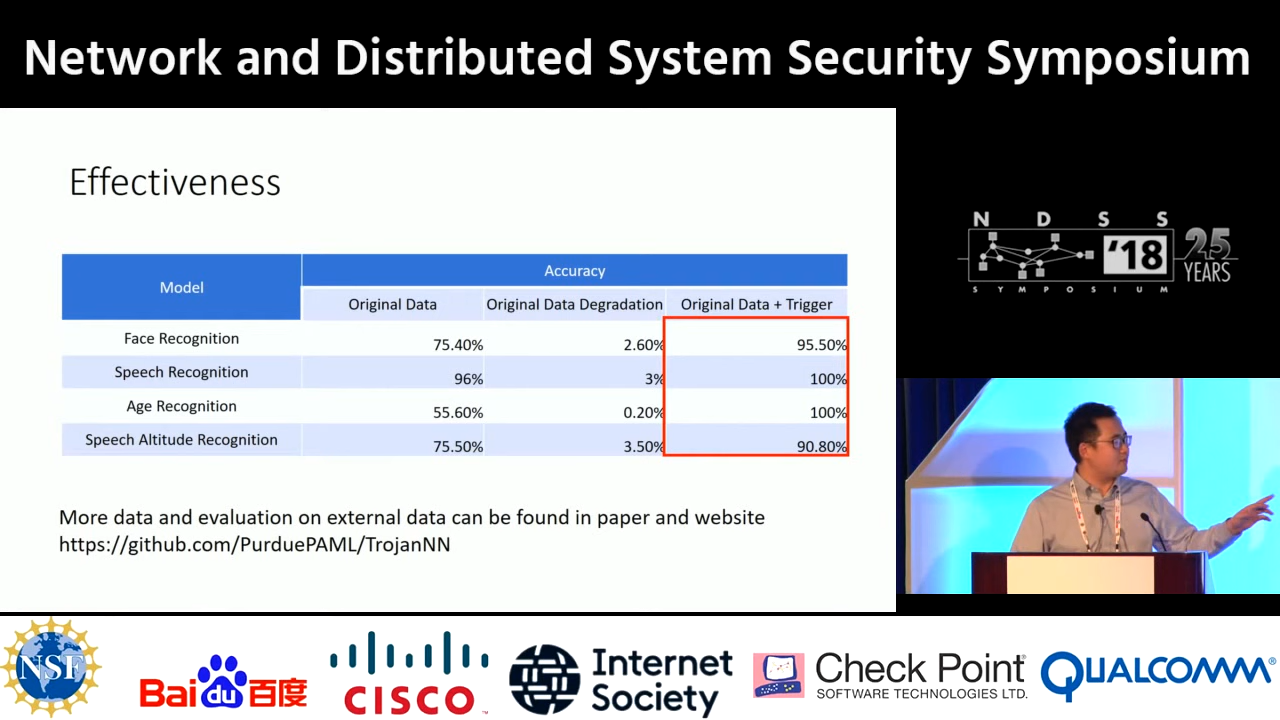 Network and Distributed System Security Symposium
Effectiveness
Model
Accuracy
Original Data
Original Data Degradation
Original Data + Trigger
Face Recognition
75.40%
2.60%
95.50%
Speech Recognition
96%
3%
100%
Age Recognition
55.60%
0.20%
100%
Speech Altitude Recognition
75.50%
3.50%
90.80%
More data and evaluation on external data can be found in paper and website
https://github.com/PurduePAML/TrojanNN
N D S S
'18
25
YEARS
S Y M P O S I U M
NSF
Bai du 百度
CISCO
Internet
Society
Check Point
SOFTWARE TECHNOLOGIES LTD.
QUALCOMM